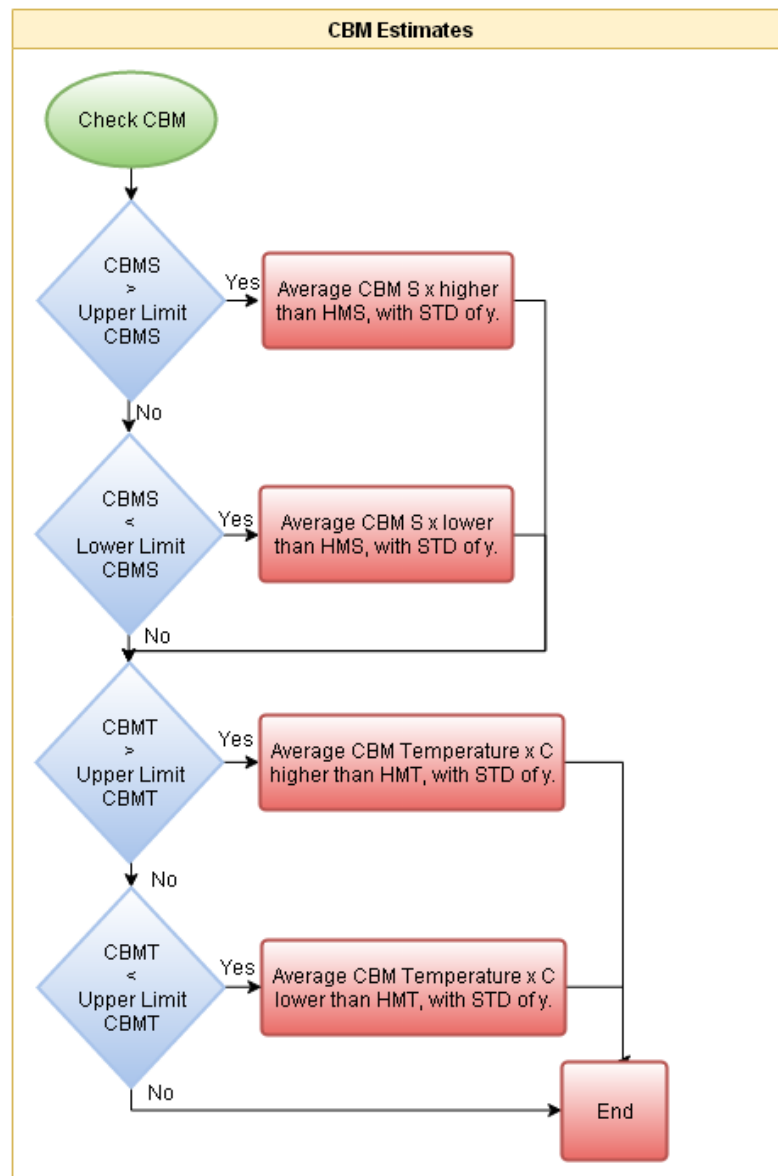 CBM Estimates
Check CBM
CBMS
>
Upper Limit
CBMS
Yes
Average CBM S x higher
than HMS, with STD of y.
No
CBMS
<
Lower Limit
CBMS
Yes
Average CBM S x lower
than HMS, with STD of y.
No
CBMT
>
Upper Limit
CBMT
Yes
Average CBM Temperature x C
higher than HMT, with STD of y.
No
CBMT
<
Upper Limit
CBMT
Yes
Average CBM Temperature x C
lower than HMT, with STD of y.
No
End